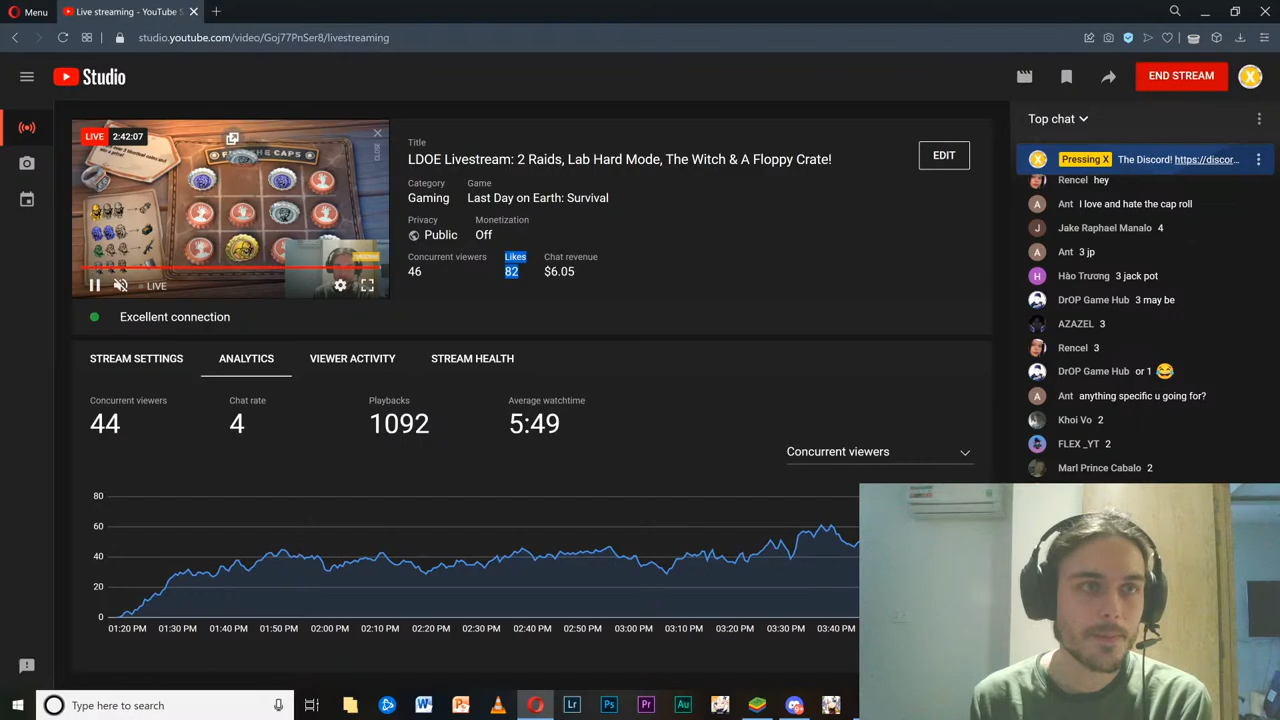 Menu
Live streaming - YouTube S
studio.youtube.com/video/Goj77PnSer8/livestreaming
Studio
END STREAM
LIVE 2:42:07
CLOSE
THE CAPS
LIVE
Title
LDOE Livestream: 2 Raids, Lab Hard Mode, The Witch & A Floppy Crate!
EDIT
Category Game
Gaming Last Day on Earth: Survival
Privacy Monetization
Public Off
Concurrent viewers Likes Chat revenue
46 82 $6.05
Excellent connection
STREAM SETTINGS ANALYTICS VIEWER ACTIVITY STREAM HEALTH
Concurrent viewers Chat rate Playbacks Average watchtime
44 4 1092 5:49
Concurrent viewers
80
60
40
20
0
01:20 PM 01:30 PM 01:40 PM 01:50 PM 02:00 PM 02:10 PM 02:20 PM 02:30 PM 02:40 PM 02:50 PM 03:00 PM 03:10 PM 03:20 PM 03:30 PM 03:40 PM
Top chat
Pressing X The Discord! https://discor...
Rencel hey
A Ant I love and hate the cap roll
J Jake Raphael Manalo 4
A Ant 3 jp
H Hào Trương 3 jack pot
DrOP Game Hub 3 may be
AZAZEL 3
Rencel 3
DrOP Game Hub or 1 😂
A Ant anything specific u going for?
Khoi Vo 2
FLEX _YT 2
Marl Prince Cabalo 2
Type here to search